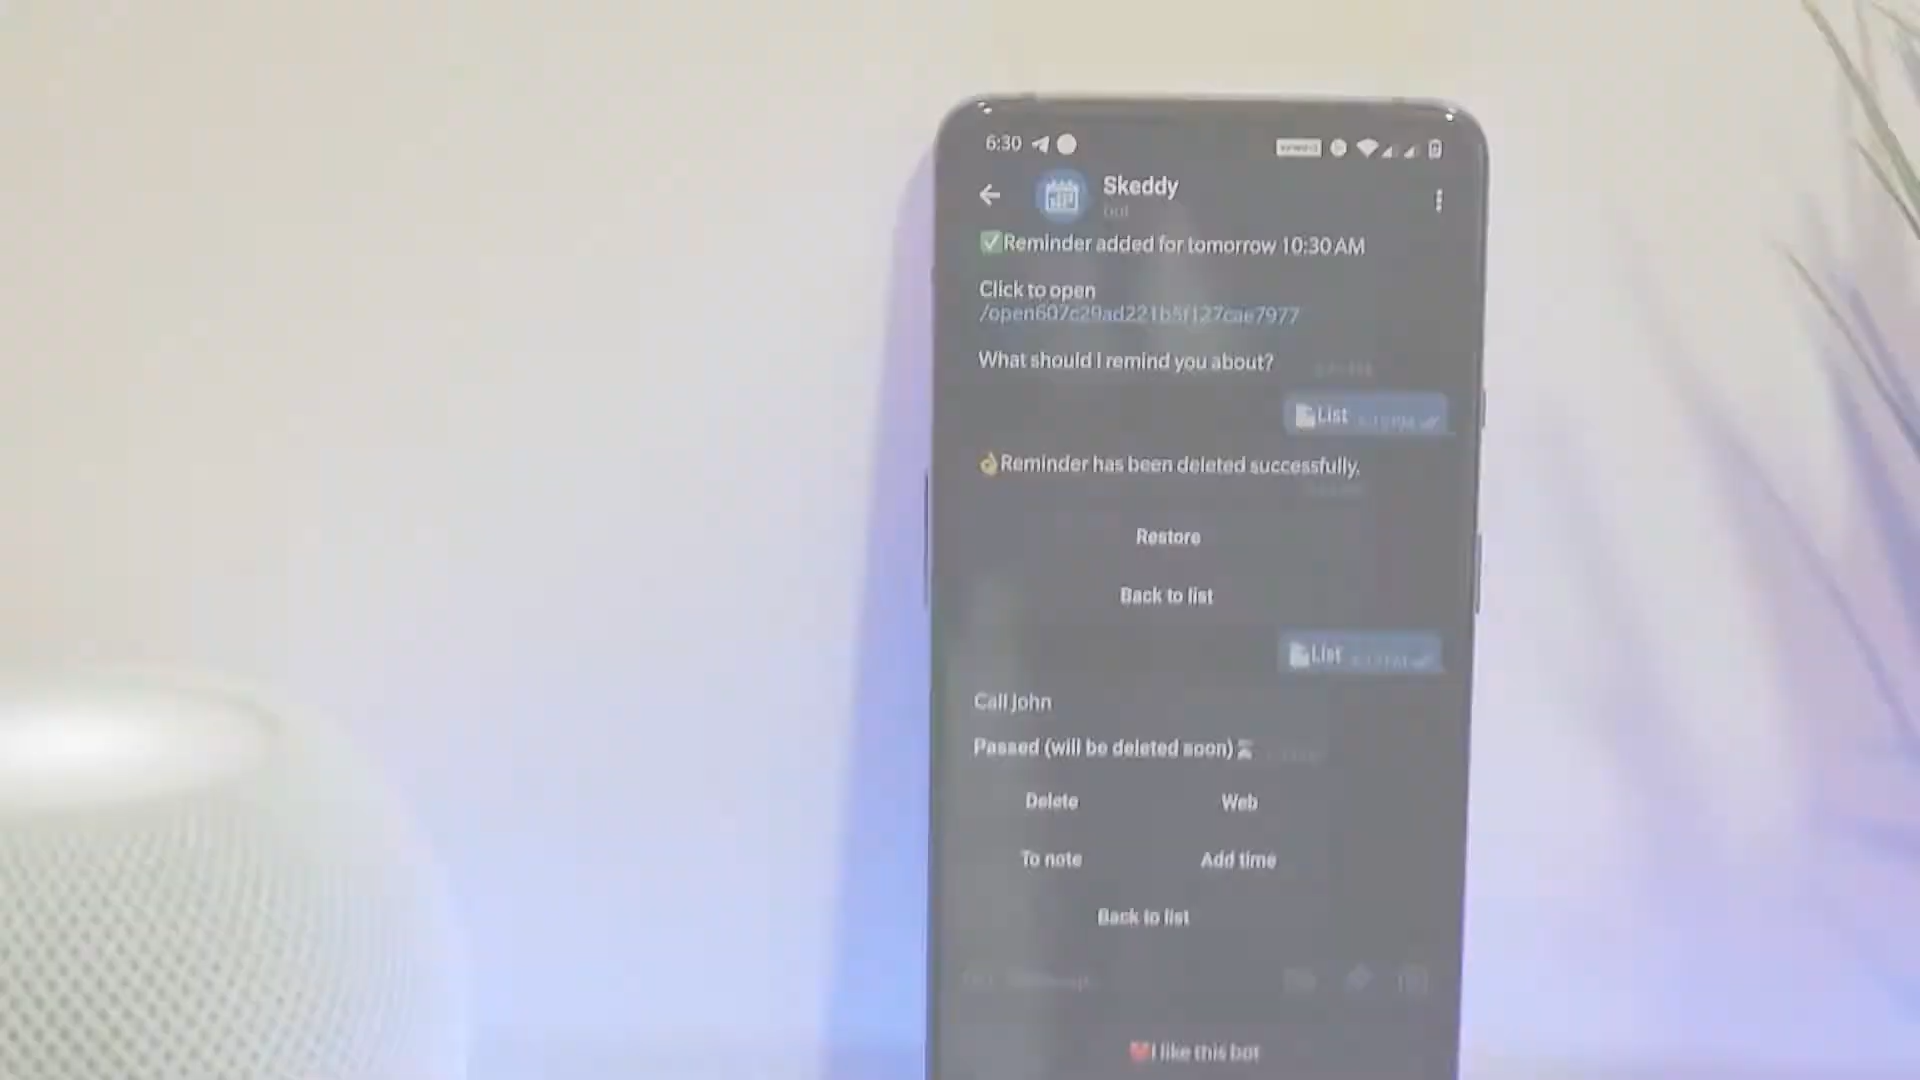 6:30
Skeddy
bot
✅Reminder added for tomorrow 10:30 AM
Click to open
/open607c29ad221b5f127cae7977
What should I remind you about?
List
👌Reminder has been deleted successfully.
Restore
Back to list
List
Call John
Passed (will be deleted soon)⌛
Delete Web
To note Add time
Back to list
I like this bot